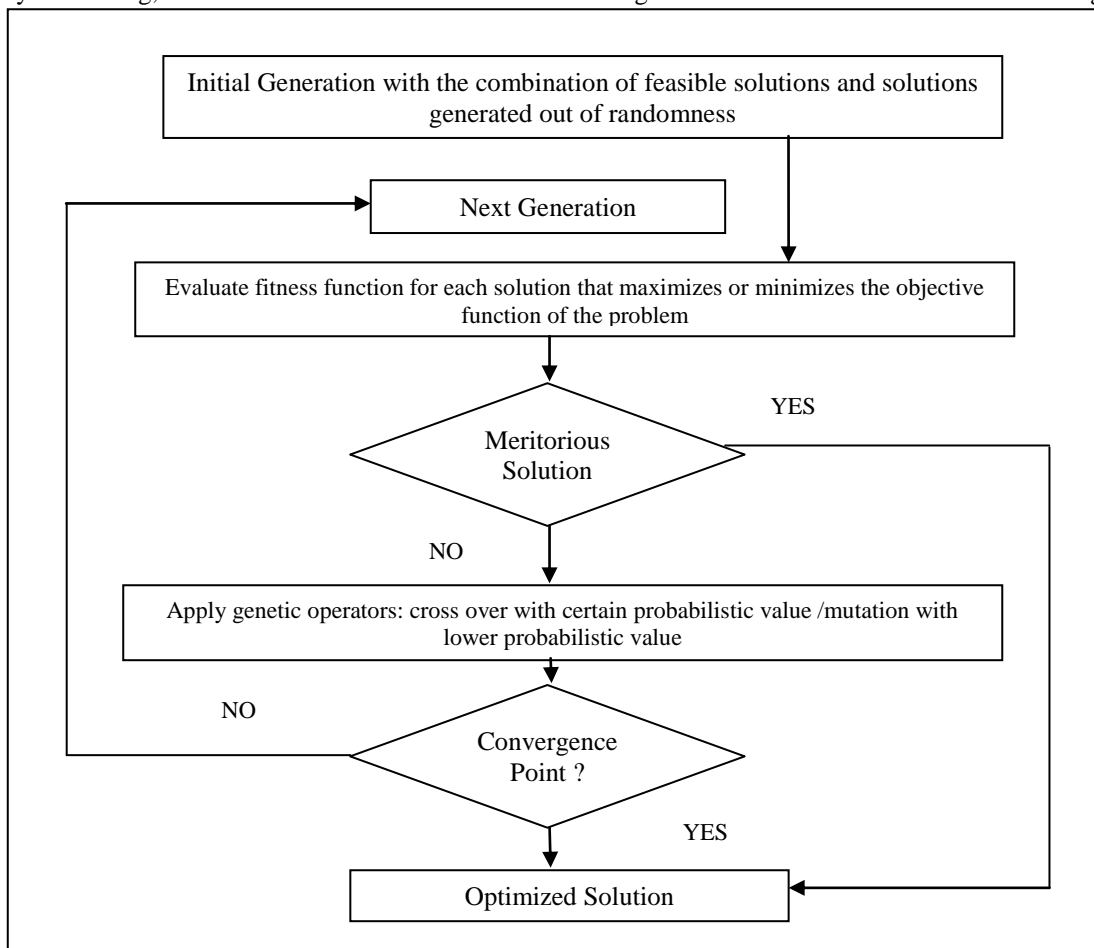 Initial Generation with the combination of feasible solutions and solutions
generated out of randomness
Next Generation
Evaluate fitness function for each solution that maximizes or minimizes the objective
function of the problem
YES
Meritorious
Solution
NO
Apply genetic operators: cross over with certain probabilistic value /mutation with
lower probabilistic value
NO
Convergence
Point ?
YES
Optimized Solution